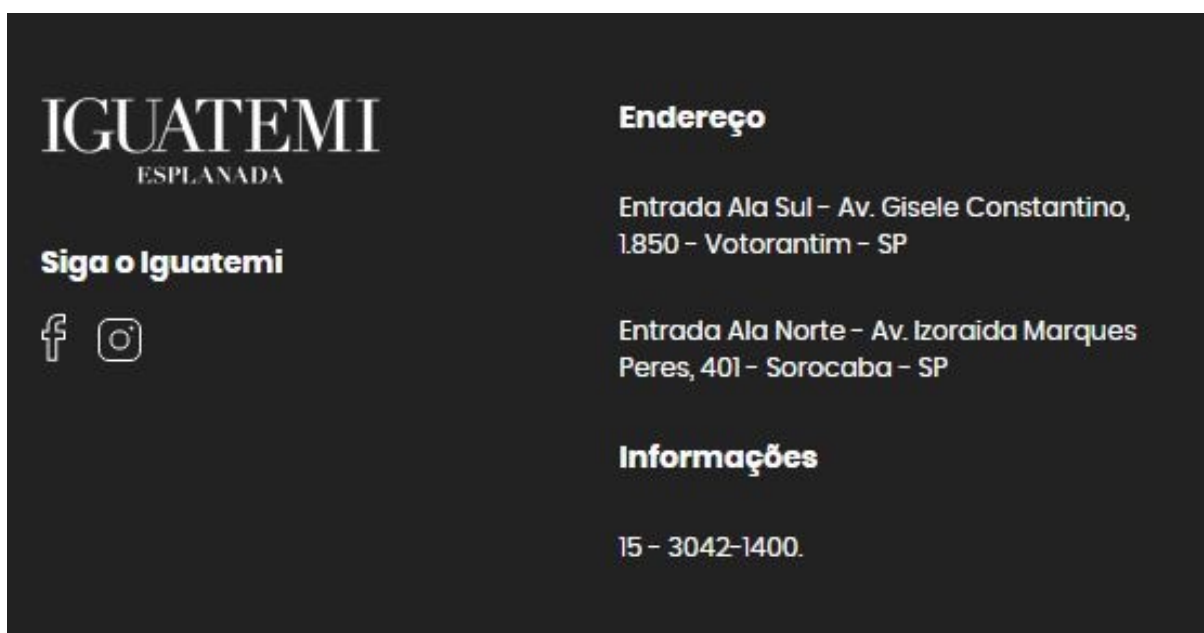 IGUATEMI
ESPLANADA
Siga o Iguatemi
Endereço
Entrada Ala Sul - Av. Gisele Constantino,
1.850 - Votorantim - SP
Entrada Ala Norte - Av. Izoraida Marques
Peres, 401 - Sorocaba - SP
Informações
15 - 3042-1400.